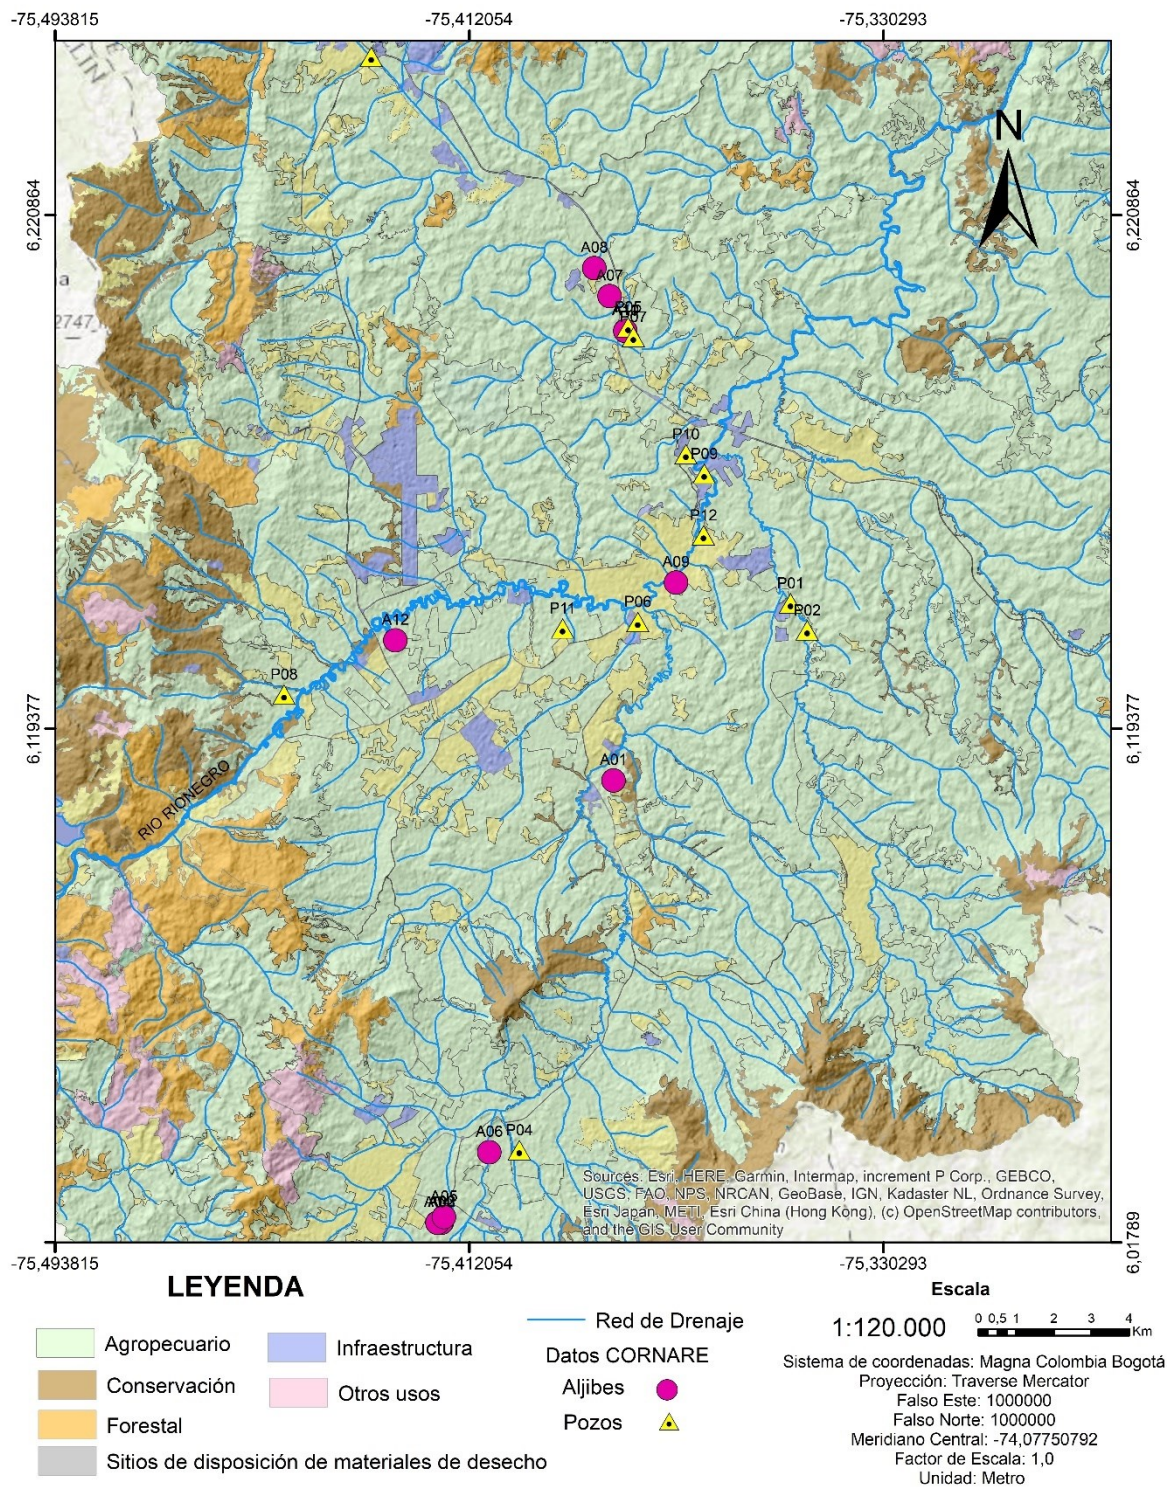 -75,493815
-75,412054
-75,330293
LLIN
N
6,220864
6,220864
A08
a
A07
2747
P05
P07
P10
P09
P12
A09
P01
P11
P06
P02
A12
P08
6,119377
6,119377
A01
RIO RIONEGRO
A06
P04
A05
Sources: Esri, HERE, Garmin, Intermap, increment P Corp., GEBCO,
USGS, FAO, NPS, NRCAN, GeoBase, IGN, Kadaster NL, Ordnance Survey,
Esri Japan, METI, Esri China (Hong Kong), (c) OpenStreetMap contributors,
and the GIS User Community
6,01789
-75,493815
-75,412054
-75,330293
LEYENDA
Agropecuario
Conservación
Forestal
Sitios de disposición de materiales de desecho
Infraestructura
Otros usos
Red de Drenaje
Datos CORNARE
Aljibes
Pozos
Escala
1:120.000
0 0,5 1 2 3 4
Km
Sistema de coordenadas: Magna Colombia Bogotá
Proyección: Traverse Mercator
Falso Este: 1000000
Falso Norte: 1000000
Meridiano Central: -74,07750792
Factor de Escala: 1,0
Unidad: Metro